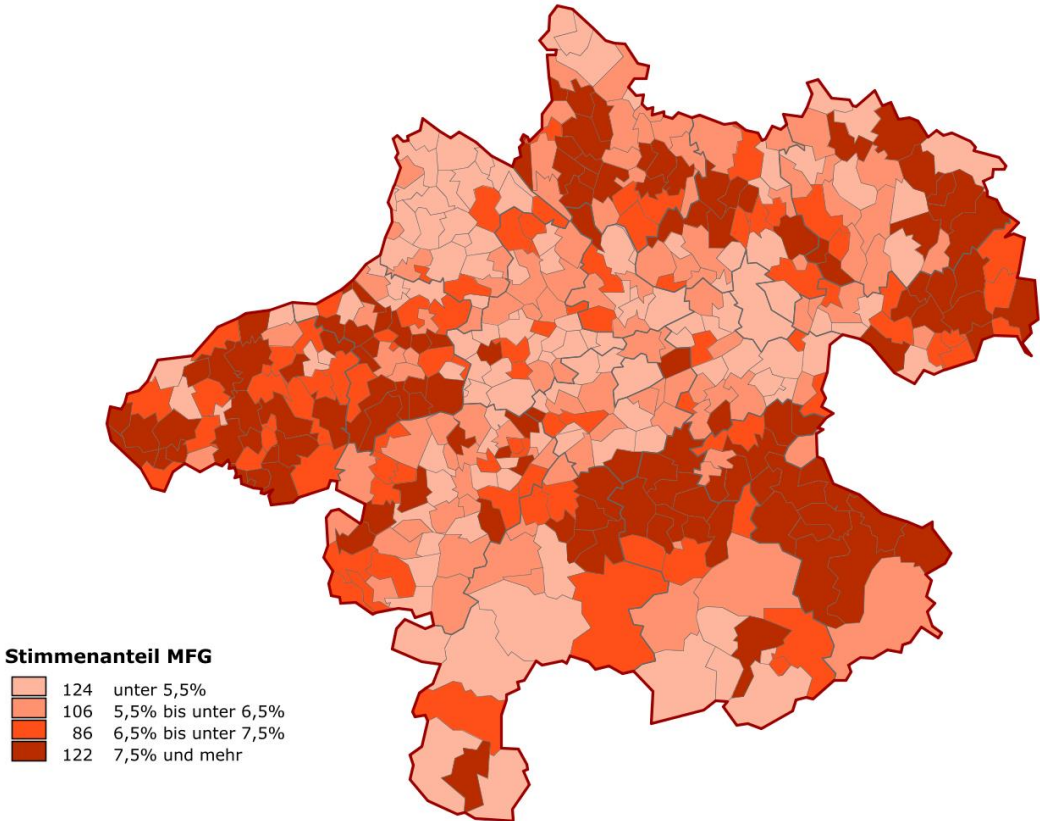 Stimmenanteil MFG
124 unter 5,5%
106 5,5% bis unter 6,5%
86 6,5% bis unter 7,5%
122 7,5% und mehr